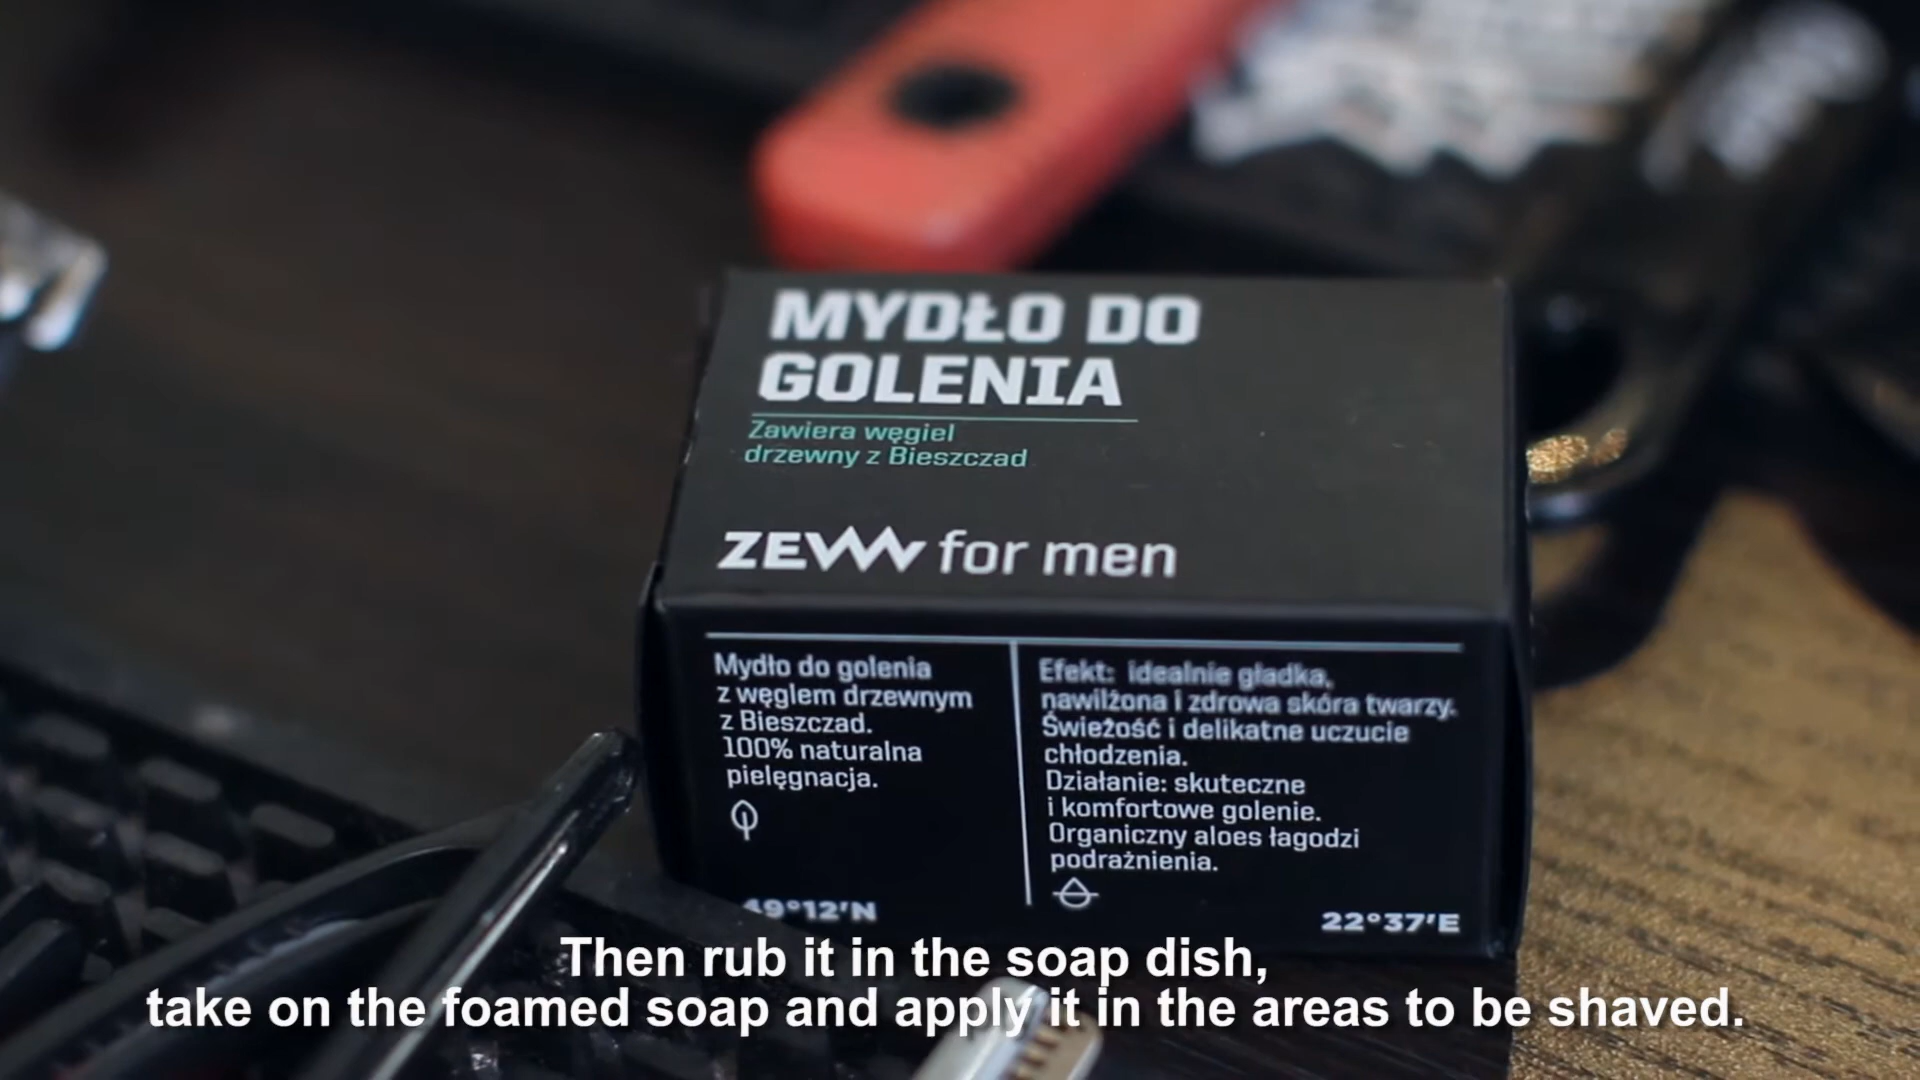 MYDŁO DO
GOLENIA
Zawiera węgiel
drzewny z Bieszczad
ZEW for men
Mydło do golenia
z węglem drzewnym
z Bieszczad.
100% naturalna
pielęgnacja.
49°12'N
Efekt: idealnie gładka,
nawilżona i zdrowa skóra twarzy.
Świeżość i delikatne uczucie
chłodzenia.
Działanie: skuteczne
i komfortowe golenie.
Organiczny aloes łagodzi
podrażnienia.
22°37'E
Then rub it in the soap dish,
take on the foamed soap and apply it in the areas to be shaved.